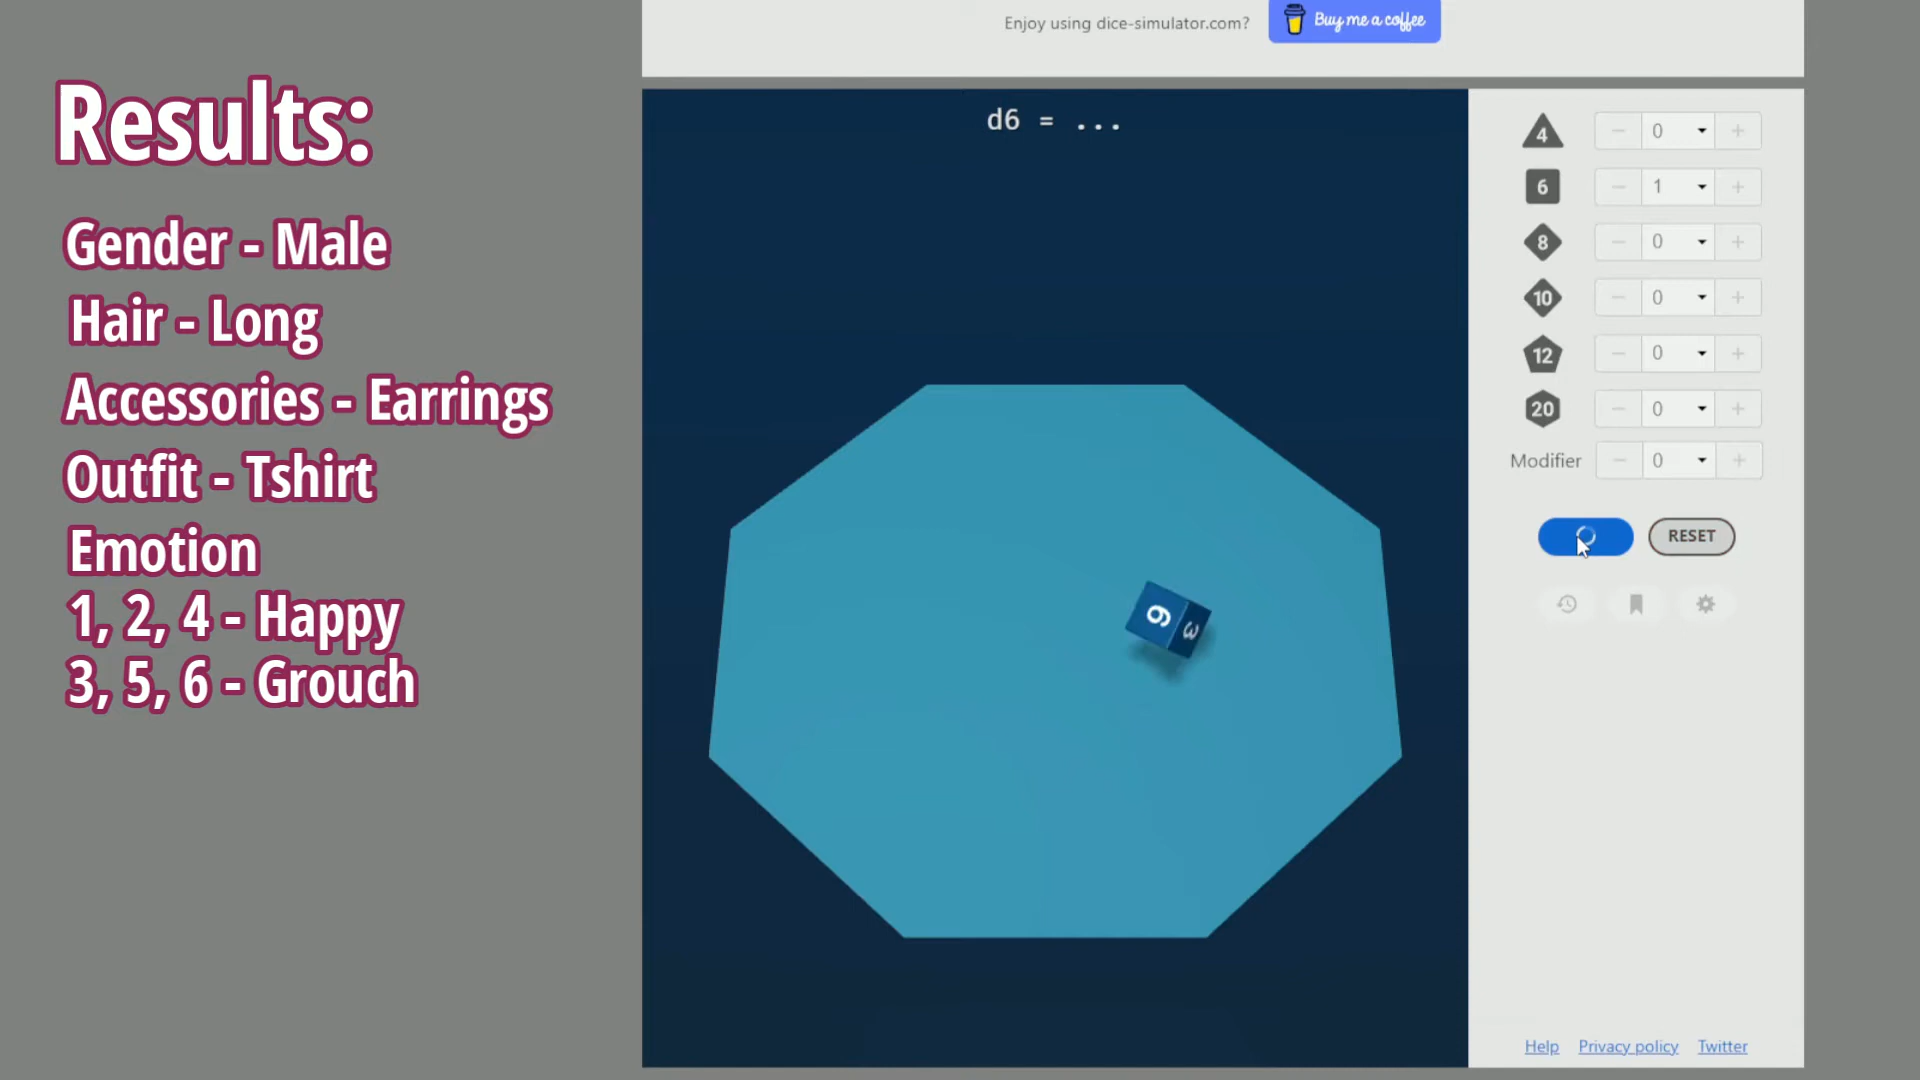 Enjoy using dice-simulator.com?
Buy me a coffee
Results:
Gender - Male
Hair - Long
Accessories - Earrings
Outfit - Tshirt
Emotion
1, 2, 4 - Happy
3, 5, 6 - Grouch
d6 = ...
6
3
4 0
6 1
8 0
10 0
12 0
20 0
Modifier 0
RESET
Help Privacy policy Twitter